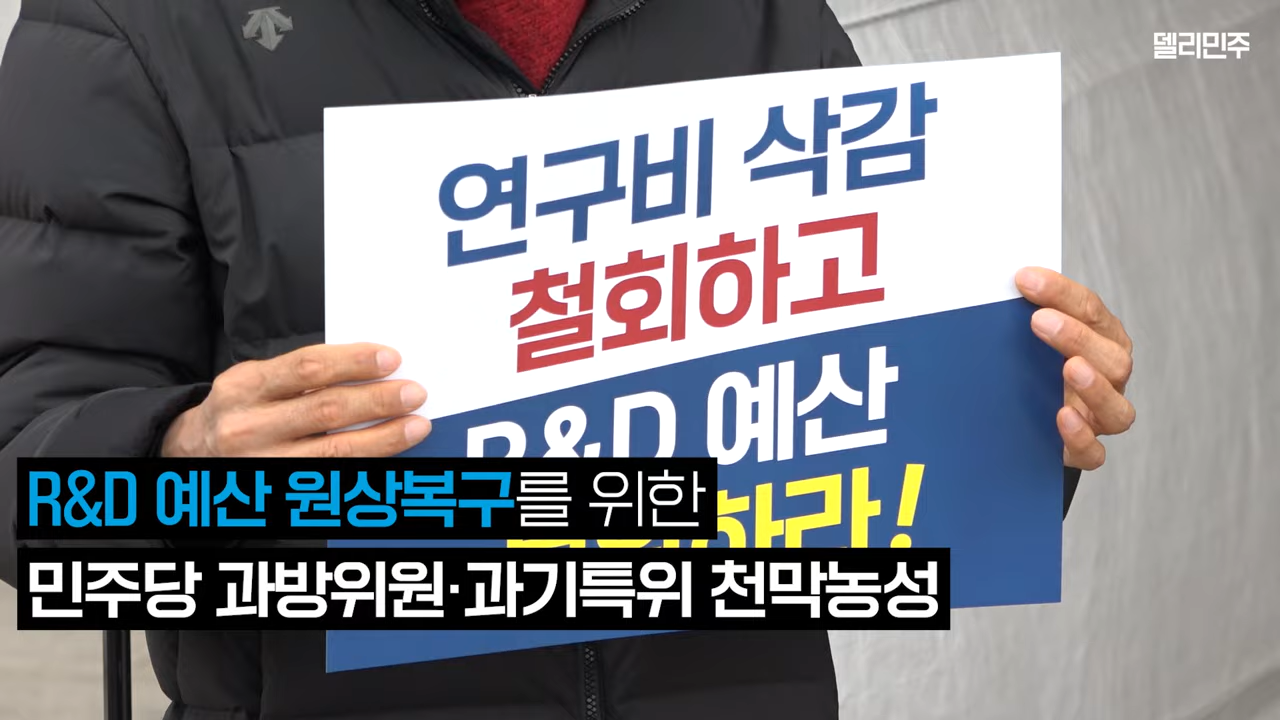 델리민주
연구비 삭감
철회하고
R&D 예산
R&D 예산 원상복구를 위한
민주당 과방위원·과기특위 천막농성